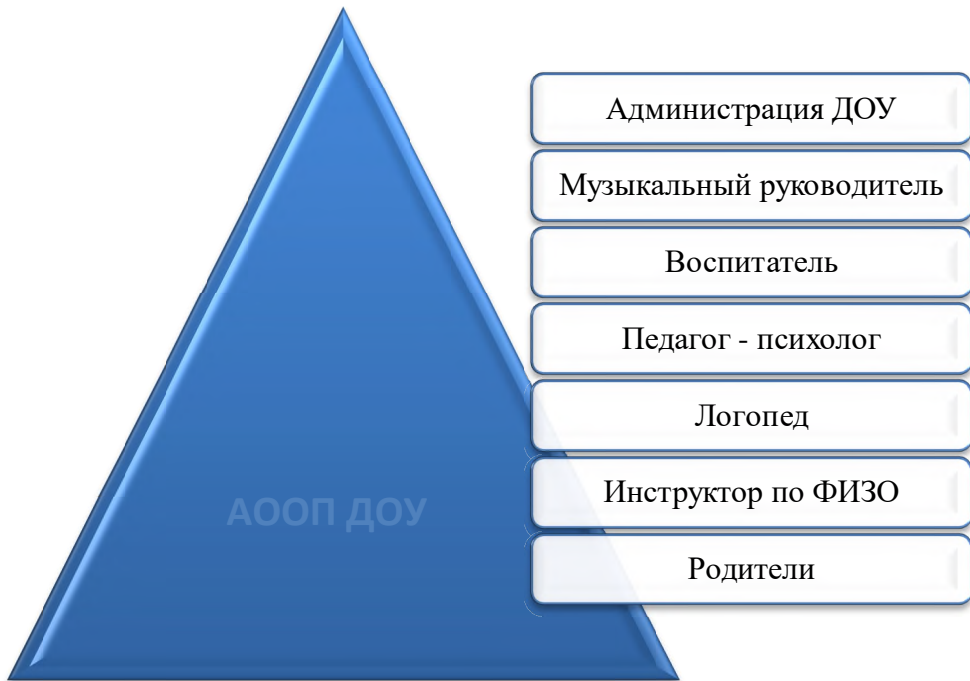 Администрация ДОУ
Музыкальный руководитель
Воспитатель
Педагог - психолог
Логопед
Инструктор по ФИЗО
Родители
АООП ДОУ